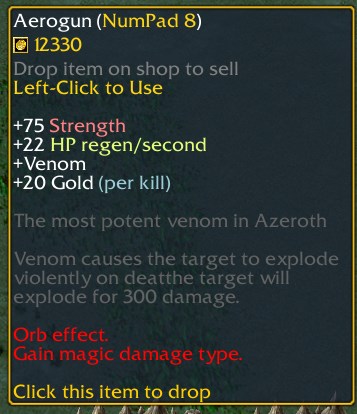 Aerogun (NumPad 8)
12330
Drop item on shop to sell
Left-Click to Use
+75 Strength
+22 HP regen/second
+Venom
+20 Gold (per kill)
The most potent venom in Azeroth
Venom causes the target to explode
violently on deatthe target will
explode for 300 damage.
Orb effect.
Gain magic damage type.
Click this item to drop